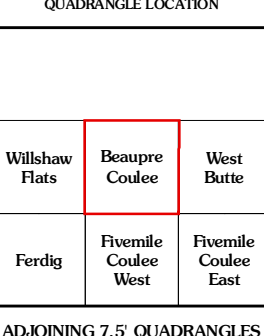 QUADRANGLE LOCATION
Willshaw
Flats
Beaupre
Coulee
West
Butte
Ferdig
Fivemile
Coulee
West
Fivemile
Coulee
East
ADJOINING 7.5' QUADRANGLES